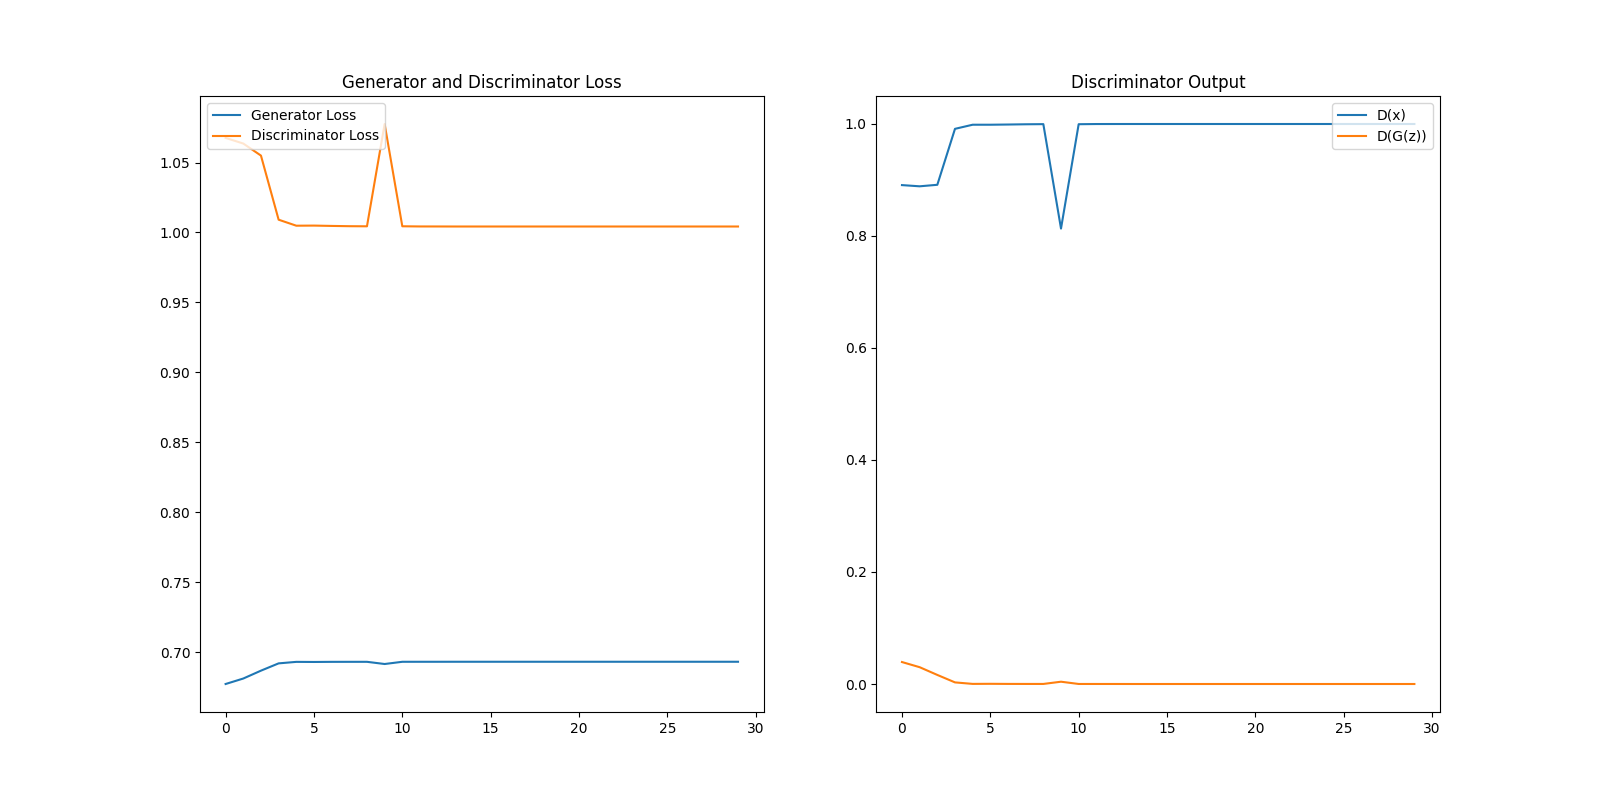 Generator and Discriminator Loss
Generator Loss
Discriminator Loss
1.05
1.00
0.95
0.90
0.85
0.80
0.75
0.70
0 5 10 15 20 25 30
Discriminator Output
D(x)
D(G(z))
1.0
0.8
0.6
0.4
0.2
0.0
0 5 10 15 20 25 30